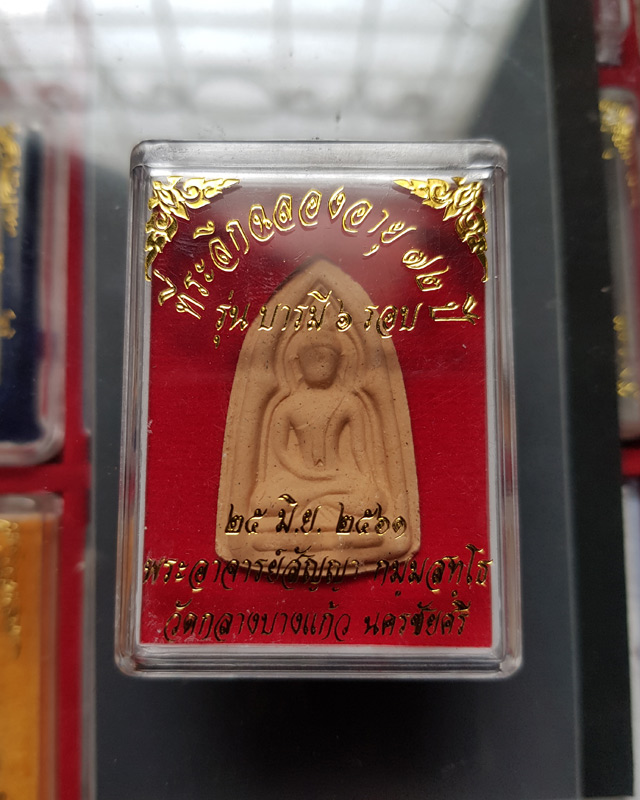 ที่ระลึกฉลองอายุ ๗๒ ปี
รุ่น บารมี ๖ รอบ
๒๕ มิ.ย. ๒๕๖๑
พระอาจารย์สัญญา กมฺมสุทฺโธ
วัดกลางบางแก้ว นครชัยศรี